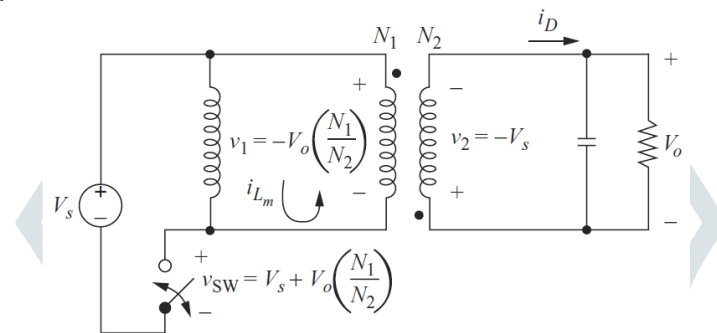 i_D
N_1 N_2
+ − +
v_1 = −V_o (N_1/N_2)
v_2 = −V_s
V_o
i_{L_m}
− + −
V_s
+
−
+
v_SW = V_s + V_o (N_1/N_2)
−